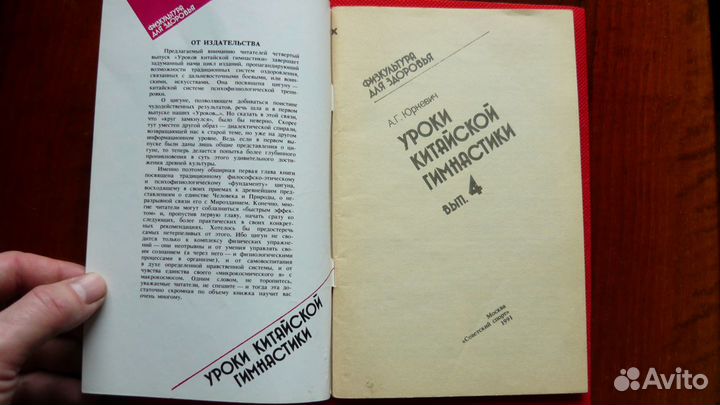 ФИЗКУЛЬТУРА
ДЛЯ ЗДОРОВЬЯ
ОТ ИЗДАТЕЛЬСТВА
Предлагаемый вниманию читателей четвертый
выпуск «Уроков китайской гимнастики» завершает
задуманный нами цикл изданий, пропагандирующий
возможности традиционных систем оздоровления,
связанных с дальневосточными боевыми, или воин-
скими, искусствами. Она посвящена цигун —
китайской системе психофизиологической трени-
ровки.
О цигуне, позволяющем добиваться поистине
чудодейственных результатов, речь шла и в первом
выпуске наших «Уроков...». Но сказать в этой связи,
что «круг замкнулся», было бы неверно. Скорее
тут уместен другой образ — диалектической спирали,
возвращающей нас к старой теме, но уже на другом
информационном уровне. Ведь если в первом вы-
пуске были даны лишь общие представления о ци-
гуне, то теперь делается попытка более глубинного
проникновения в суть этого удивительного достиже-
ния древней культуры.
Именно поэтому обширная первая глава книги
посвящена традиционному философско-этическому
и психофизиологическому «фундаменту» цигуна,
восходящему в своих приемах к древнейшим пред-
ставлениям о единстве Человека и Природы, о нераз-
рывной связи его с Мирозданием. Конечно, мно-
гие читатели могут соблазниться «быстрым эффек-
том» и, пропустив первую главу, начать сразу со
следующих, более практических в своих конкрет-
ных рекомендациях. Хотелось бы предостеречь
самых нетерпеливых от этого. Ибо цигун не сво-
дится только к комплексу физических упражне-
ний — они неотрывны и от умения управлять сво-
им сознанием (а через него — и физиологическими
процессами в организме), и от самовоспитания
в духе определенной нравственной системы, и от
чувства единства своего «микрокосмического я» с
макрокосмом. Одним словом, не торопитесь,
уважаемые читатели, не спешите — и тогда эта до-
статочно скромная по объему книжка научит вас
очень многому.
УРОКИ КИТАЙСКОЙ
ГИМНАСТИКИ
ФИЗКУЛЬТУРА
ДЛЯ ЗДОРОВЬЯ
А.Г. Юркевич
УРОКИ
КИТАЙСКОЙ
ГИМНАСТИКИ
ВЫП. 4
Москва
«Советский спорт»
1991
Avito